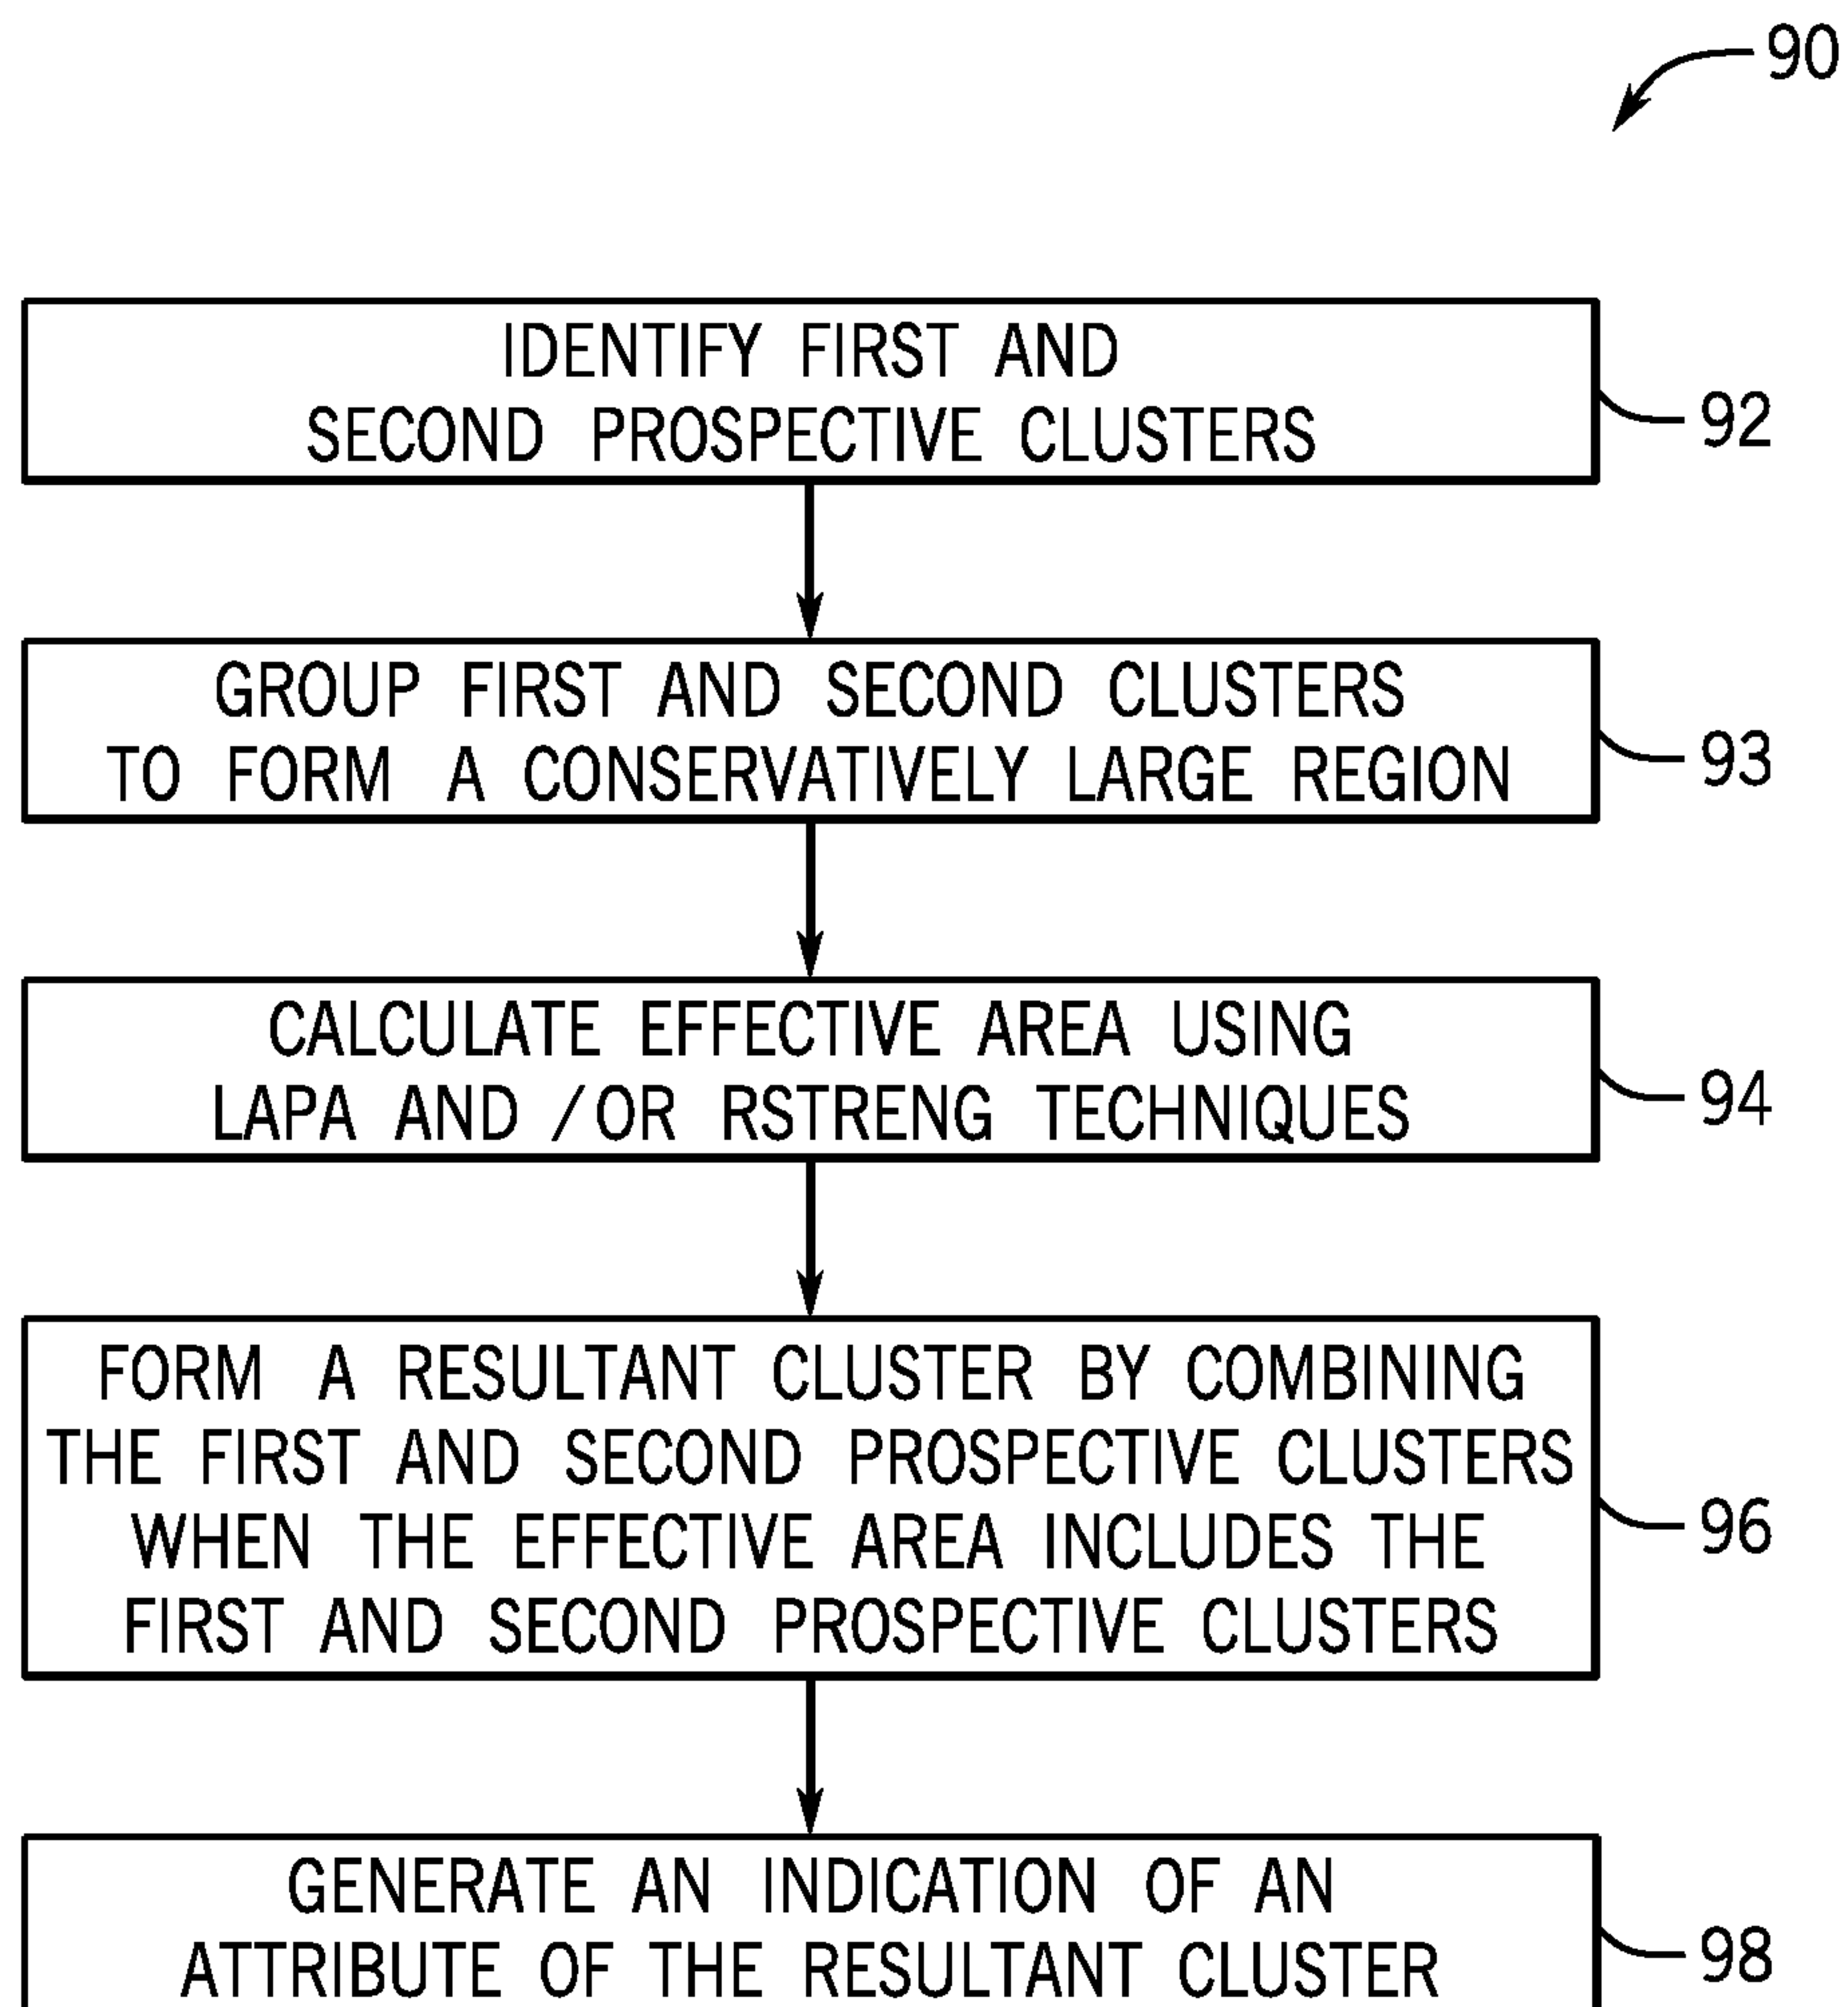 90
IDENTIFY FIRST AND
SECOND PROSPECTIVE CLUSTERS
92
GROUP FIRST AND SECOND CLUSTERS
TO FORM A CONSERVATIVELY LARGE REGION
93
CALCULATE EFFECTIVE AREA USING
LAPA AND /OR RSTRENG TECHNIQUES
94
FORM A RESULTANT CLUSTER BY COMBINING
THE FIRST AND SECOND PROSPECTIVE CLUSTERS
WHEN THE EFFECTIVE AREA INCLUDES THE
FIRST AND SECOND PROSPECTIVE CLUSTERS
96
GENERATE AN INDICATION OF AN
ATTRIBUTE OF THE RESULTANT CLUSTER
98